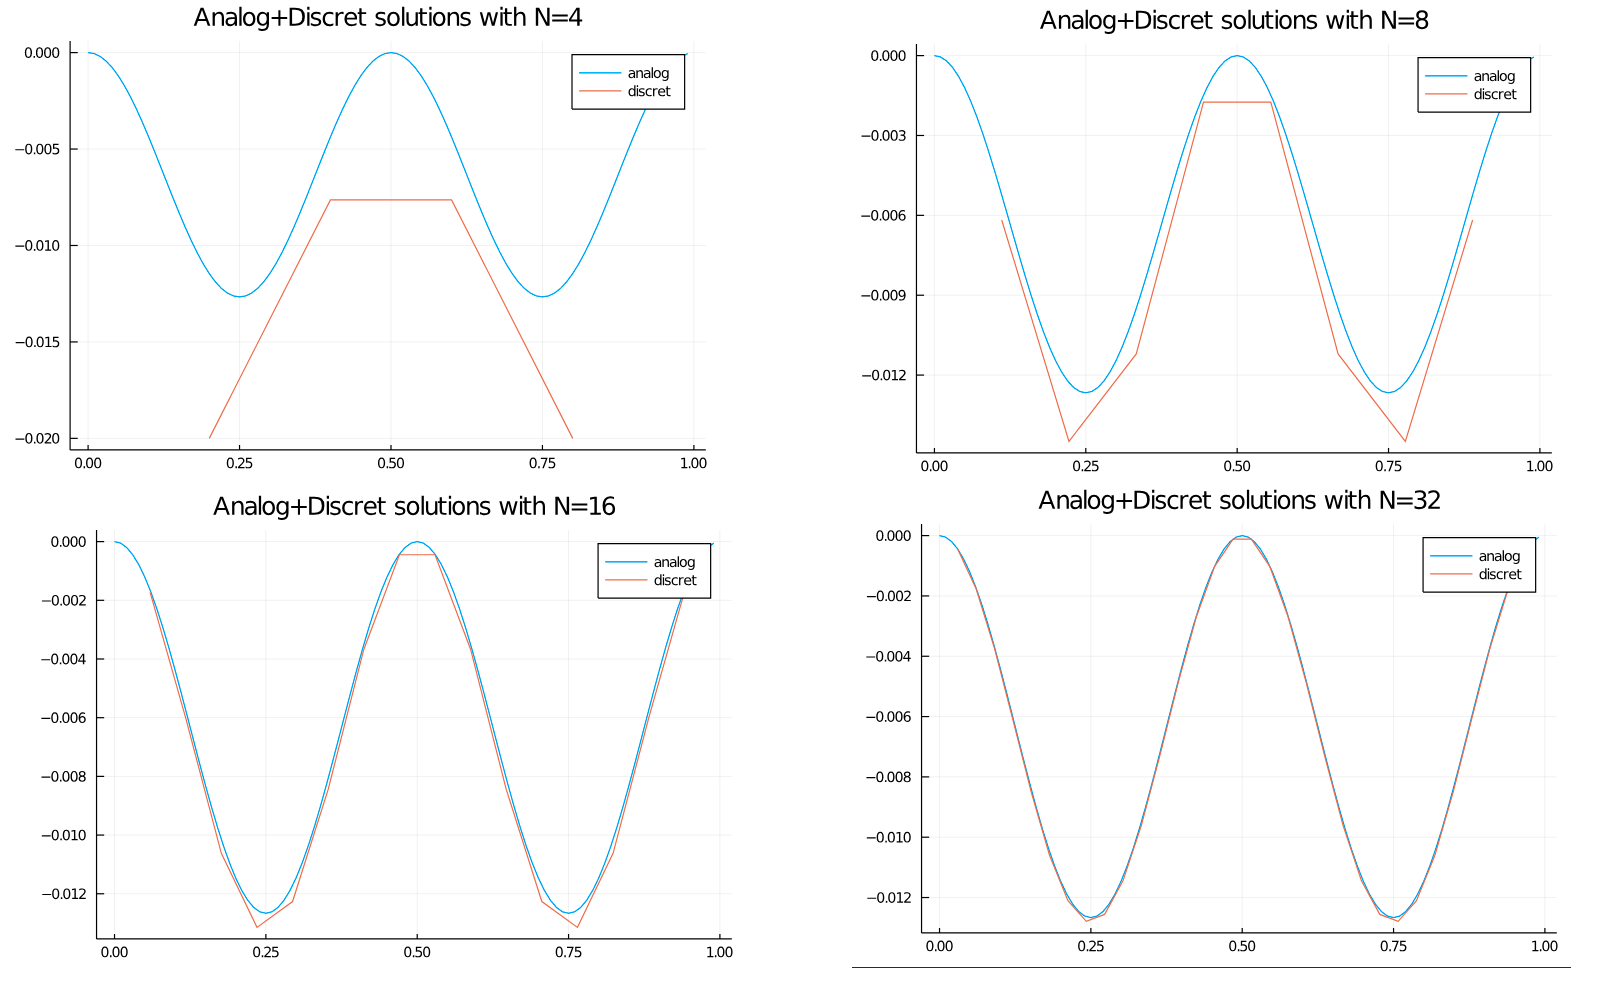 Analog+Discret solutions with N=4
0.000
−0.005
−0.010
−0.015
−0.020
0.00 0.25 0.50 0.75 1.00
analog
discret
Analog+Discret solutions with N=8
0.000
−0.003
−0.006
−0.009
−0.012
0.00 0.25 0.50 0.75 1.00
analog
discret
Analog+Discret solutions with N=16
0.000
−0.002
−0.004
−0.006
−0.008
−0.010
−0.012
0.00 0.25 0.50 0.75 1.00
analog
discret
Analog+Discret solutions with N=32
0.000
−0.002
−0.004
−0.006
−0.008
−0.010
−0.012
0.00 0.25 0.50 0.75 1.00
analog
discret